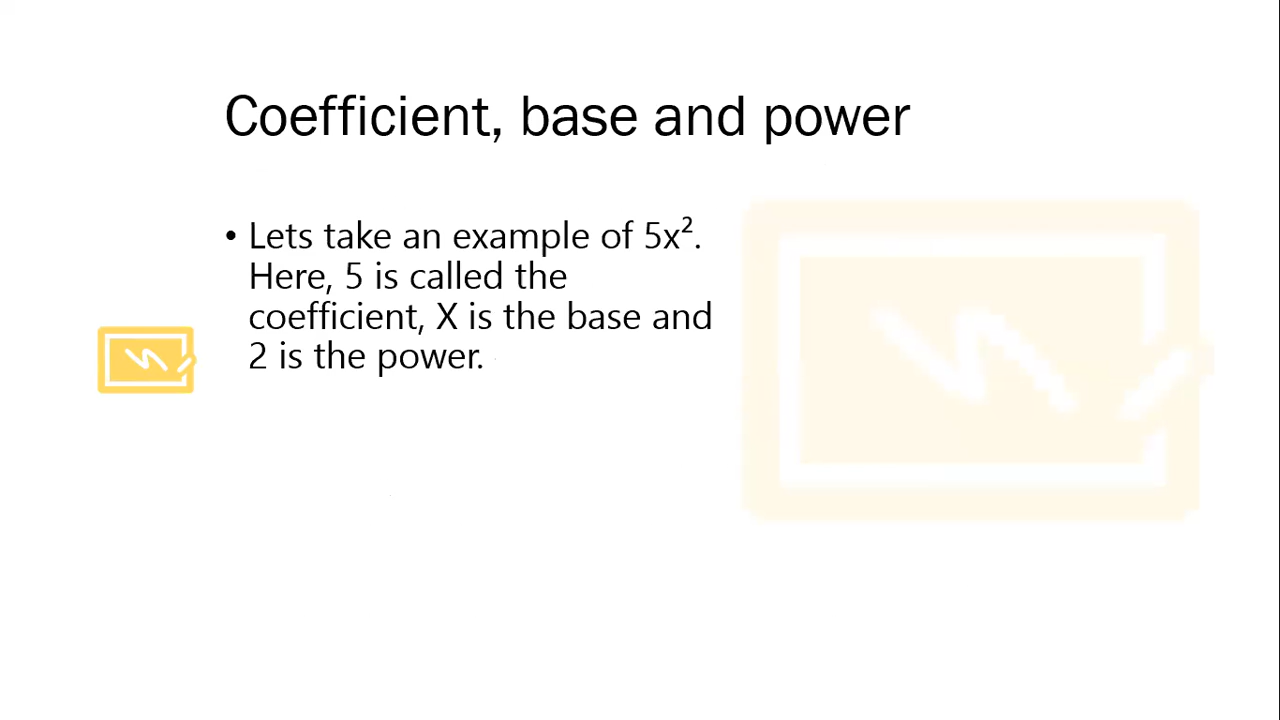 Coefficient, base and power
• Lets take an example of 5x².
Here, 5 is called the
coefficient, X is the base and
2 is the power.